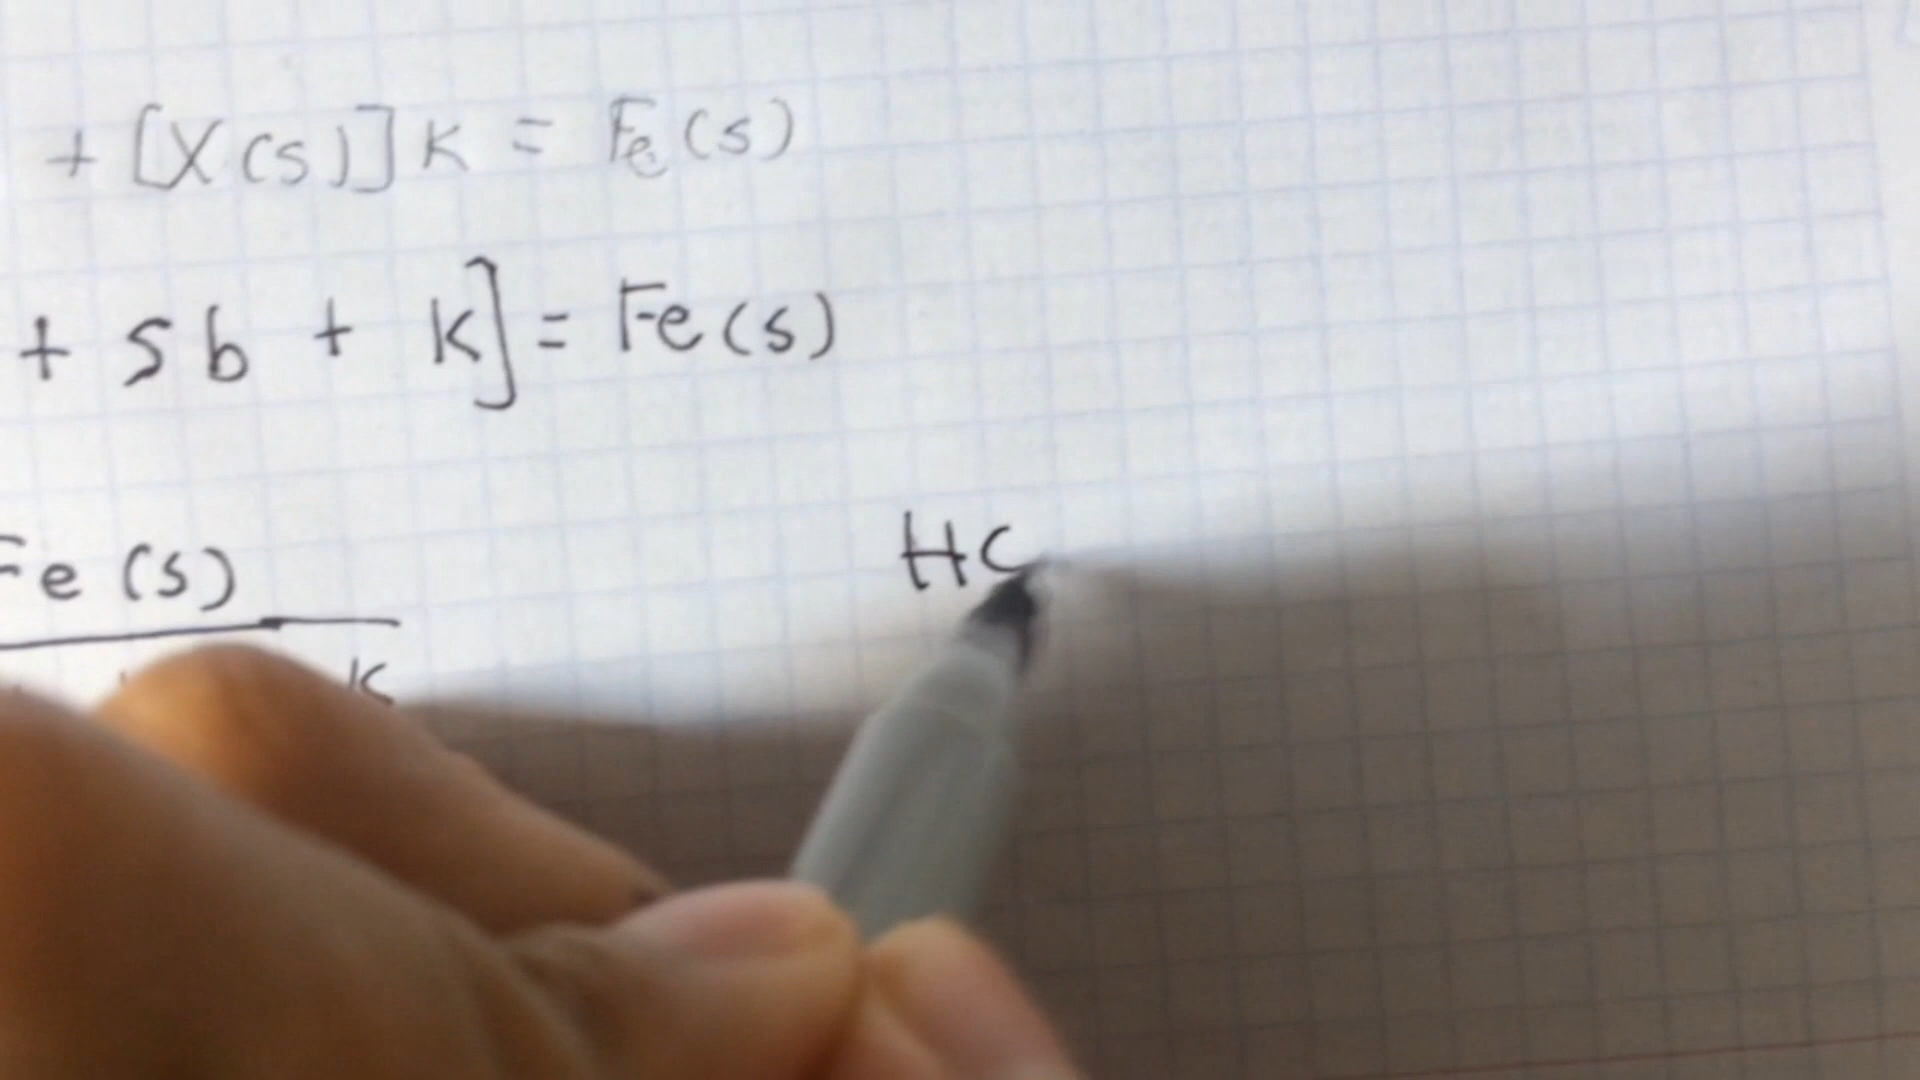 + [X(s)] K = Fe(s)
+ sb + K] = Fe(s)
Fe(s)
K
HC